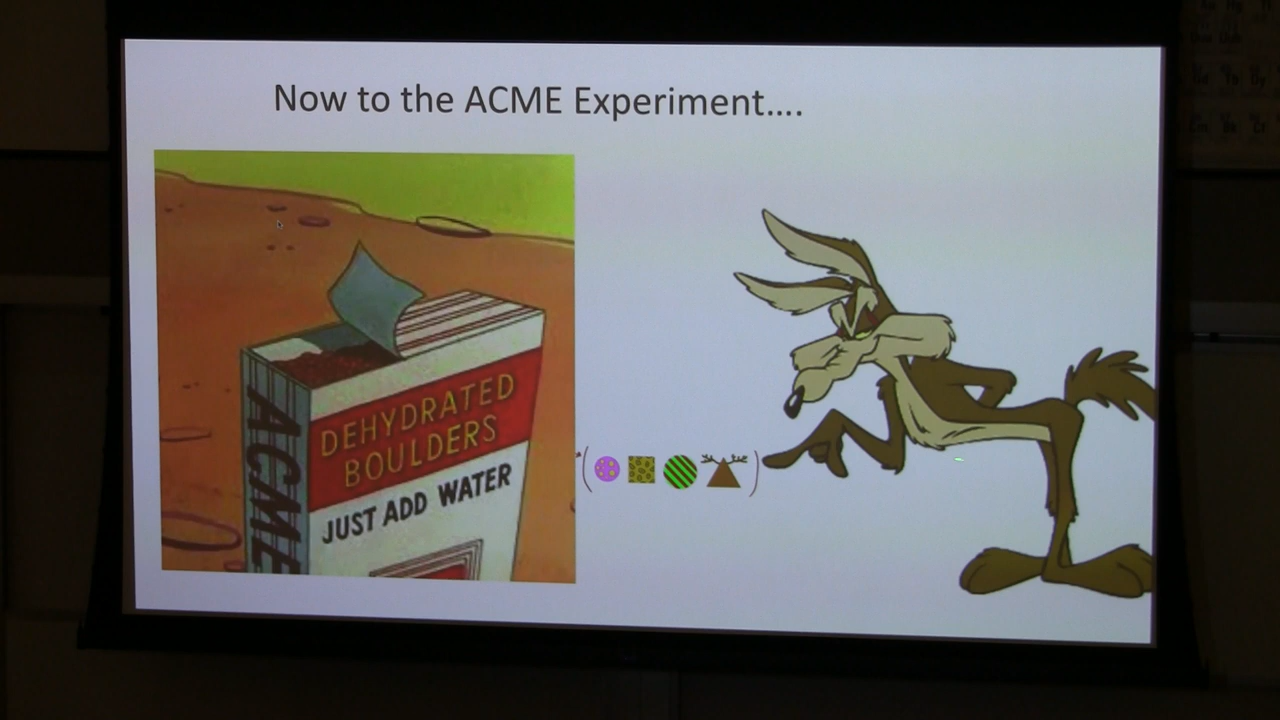 Now to the ACME Experiment....
ACME
DEHYDRATED
BOULDERS
JUST ADD WATER